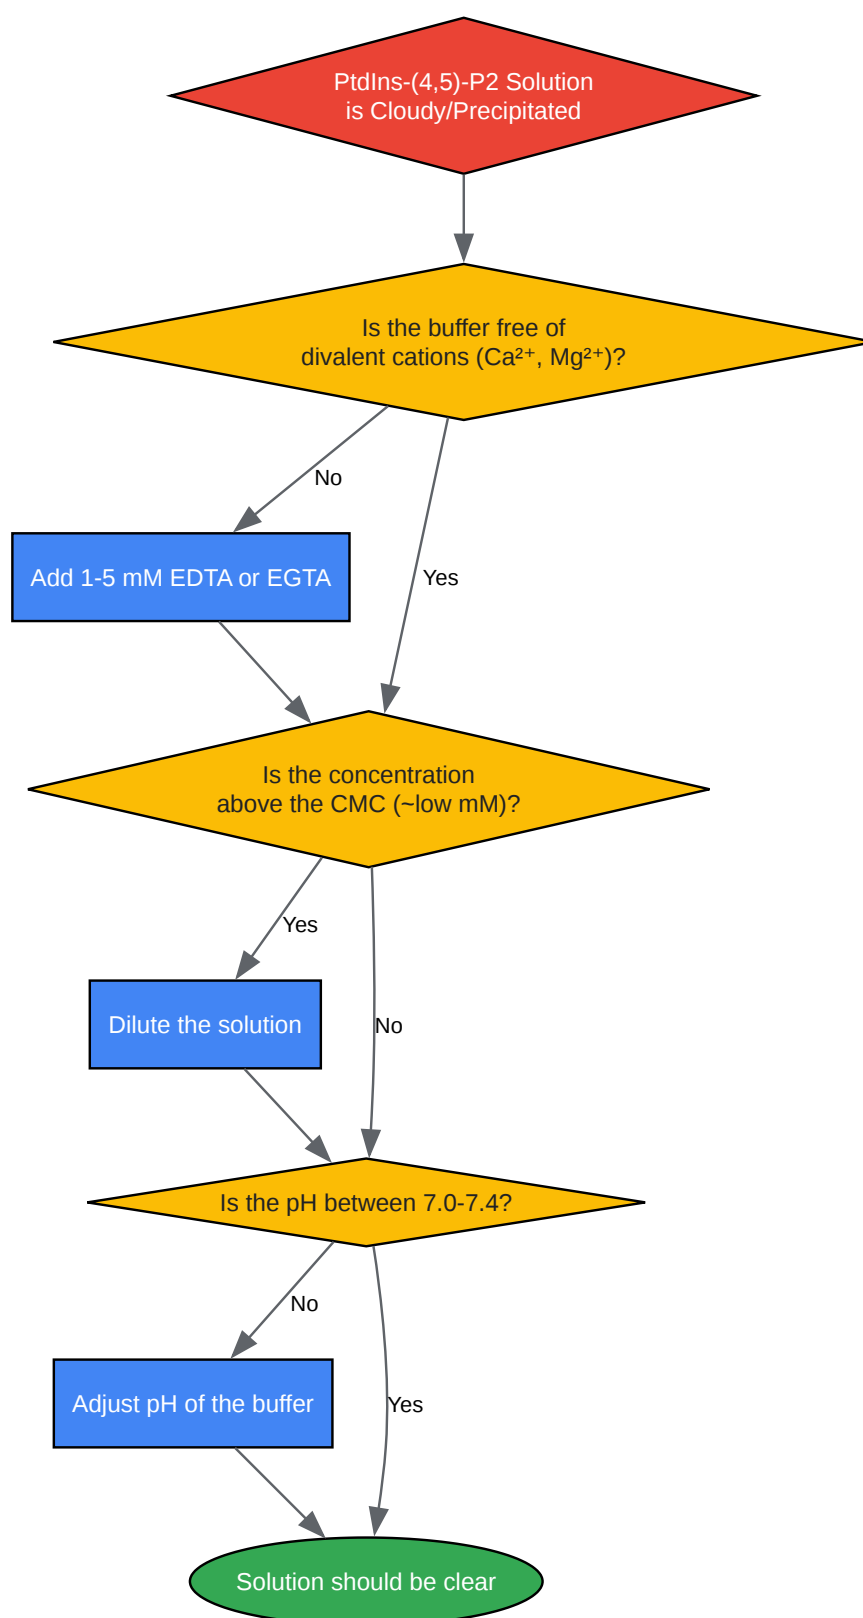 PtdIns-(4,5)-P2 Solution
is Cloudy/Precipitated
Is the buffer free of
divalent cations (Ca²⁺, Mg²⁺)?
No
Add 1-5 mM EDTA or EGTA
Yes
Is the concentration
above the CMC (~low mM)?
Yes
Dilute the solution
No
Is the pH between 7.0-7.4?
No
Adjust pH of the buffer
Yes
Solution should be clear